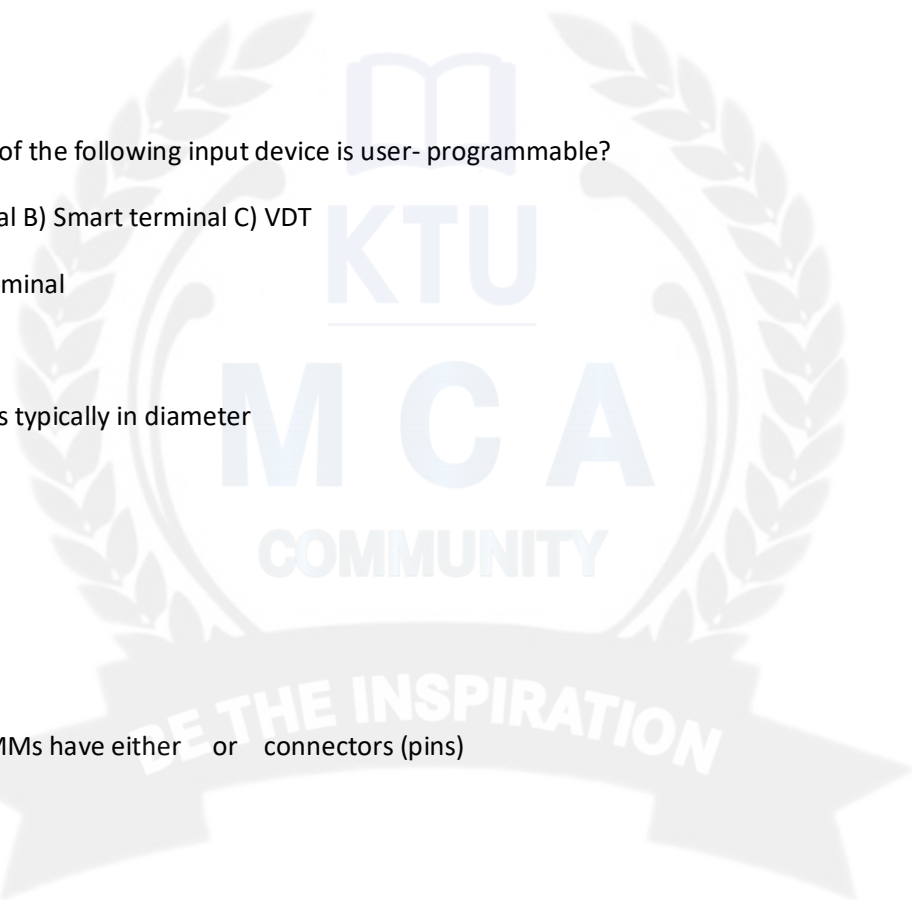 of the following input device is user- programmable?
al B) Smart terminal C) VDT
minal
s typically in diameter
MMs have either or connectors (pins)
KTU
MCA
COMMUNITY
BE THE INSPIRATION